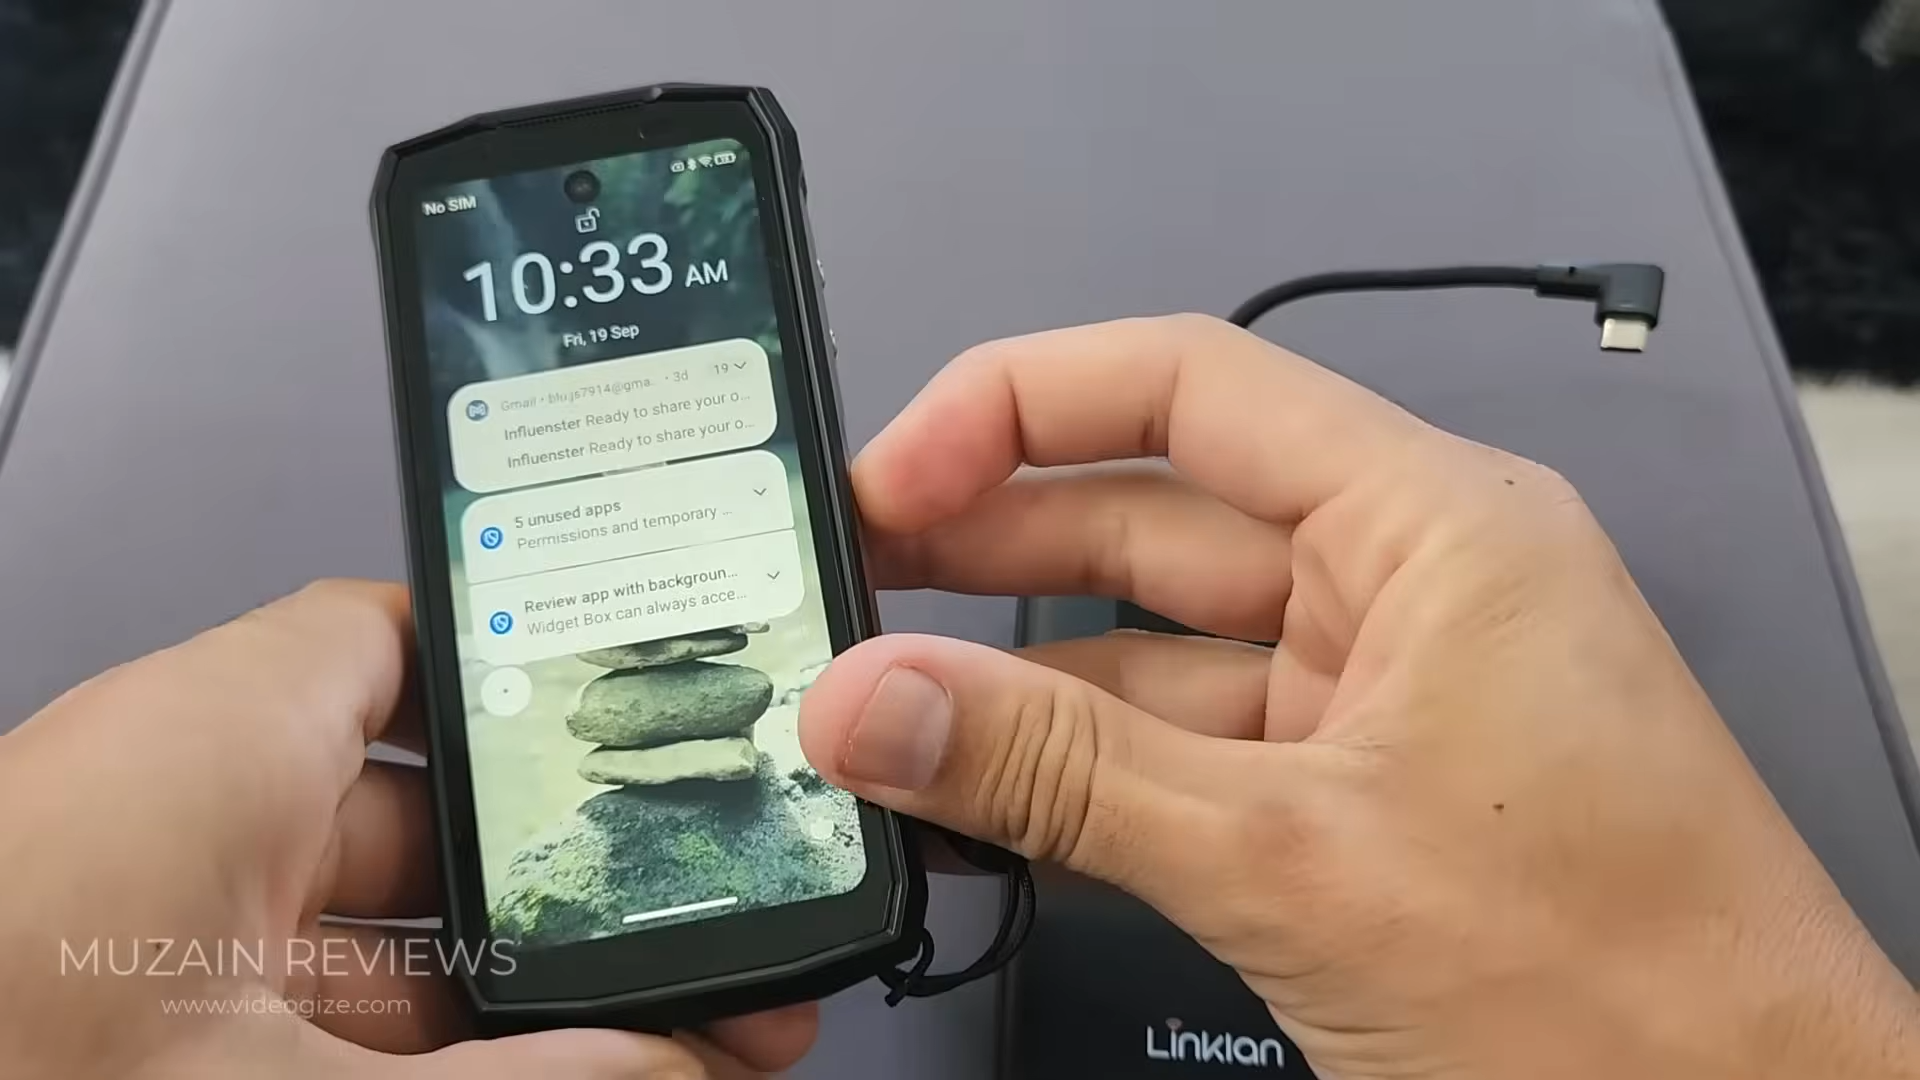 No SIM
10:33 AM
Fri, 19 Sep
Gmail • blujs7914@gma.. • 3d 19
Influenster Ready to share your o...
Influenster Ready to share your o...
5 unused apps
Permissions and temporary ...
Review app with backgroun...
Widget Box can always acce...
MUZAIN REVIEWS
www.videogize.com
Linklan